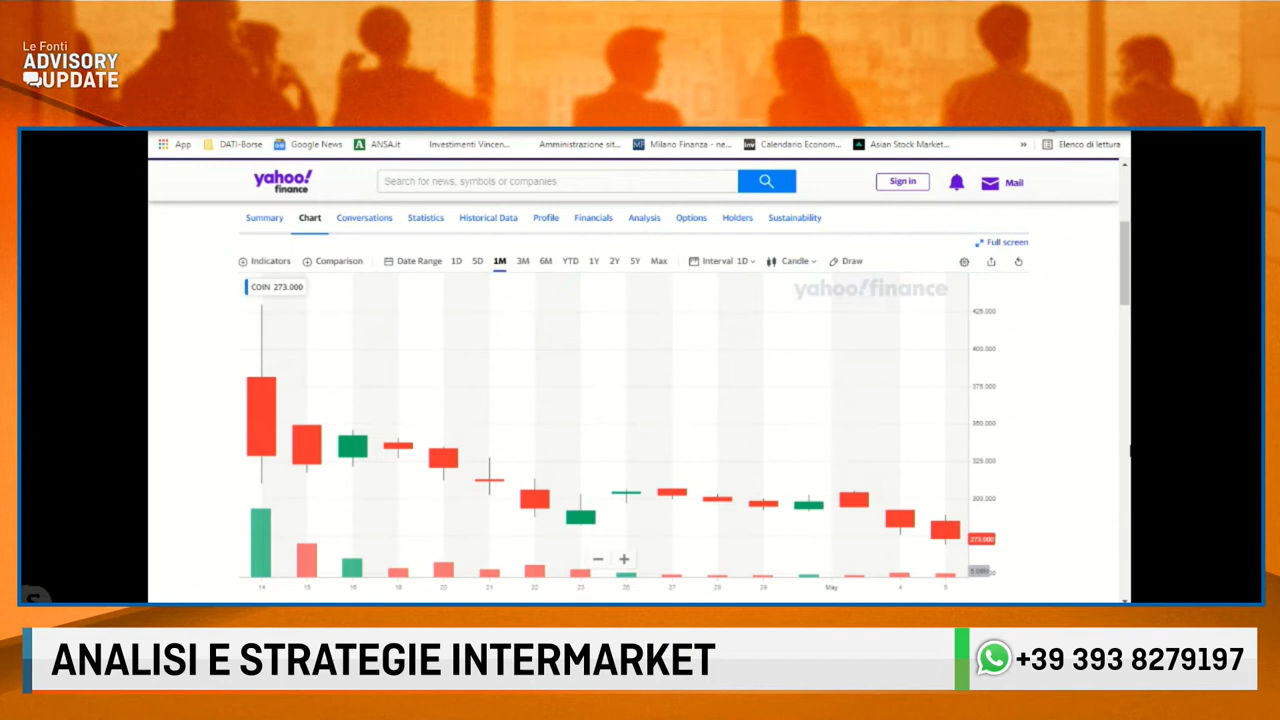 Le Fonti
ADVISORY
UPDATE
App DATI-Borse Google News ANSA.it Investimenti Vincen... Amministrazione sit... Milano Finanza - ne... Calendario Econom... Asian Stock Market... » Elenco di lettura
yahoo!
finance
Search for news, symbols or companies
Sign in
Mail
Summary Chart Conversations Statistics Historical Data Profile Financials Analysis Options Holders Sustainability
Full screen
Indicators Comparison Date Range 1D 5D 1M 3M 6M YTD 1Y 2Y 5Y Max Interval 1D Candle Draw
COIN 273.000
yahoo!finance
425.000
400.000
375.000
350.000
325.000
300.000
273.000
14 15 16 19 20 21 22 23 26 27 28 29 May 4 5
ANALISI E STRATEGIE INTERMARKET
+39 393 8279197